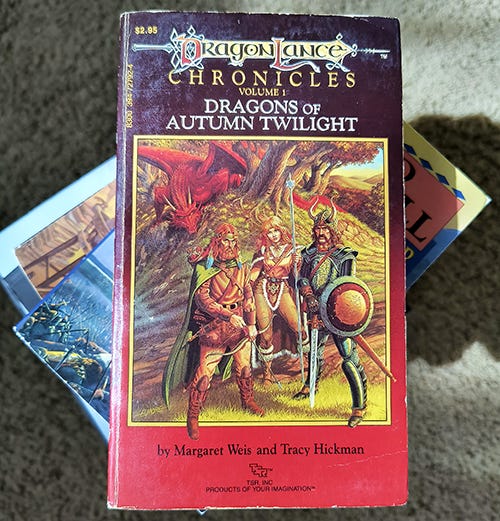 $2.95
DRAGONLANCE
™
CHRONICLES
VOLUME 1
DRAGONS OF
AUTUMN TWILIGHT
by Margaret Weis and Tracy Hickman
TSR, INC
PRODUCTS OF YOUR IMAGINATION™